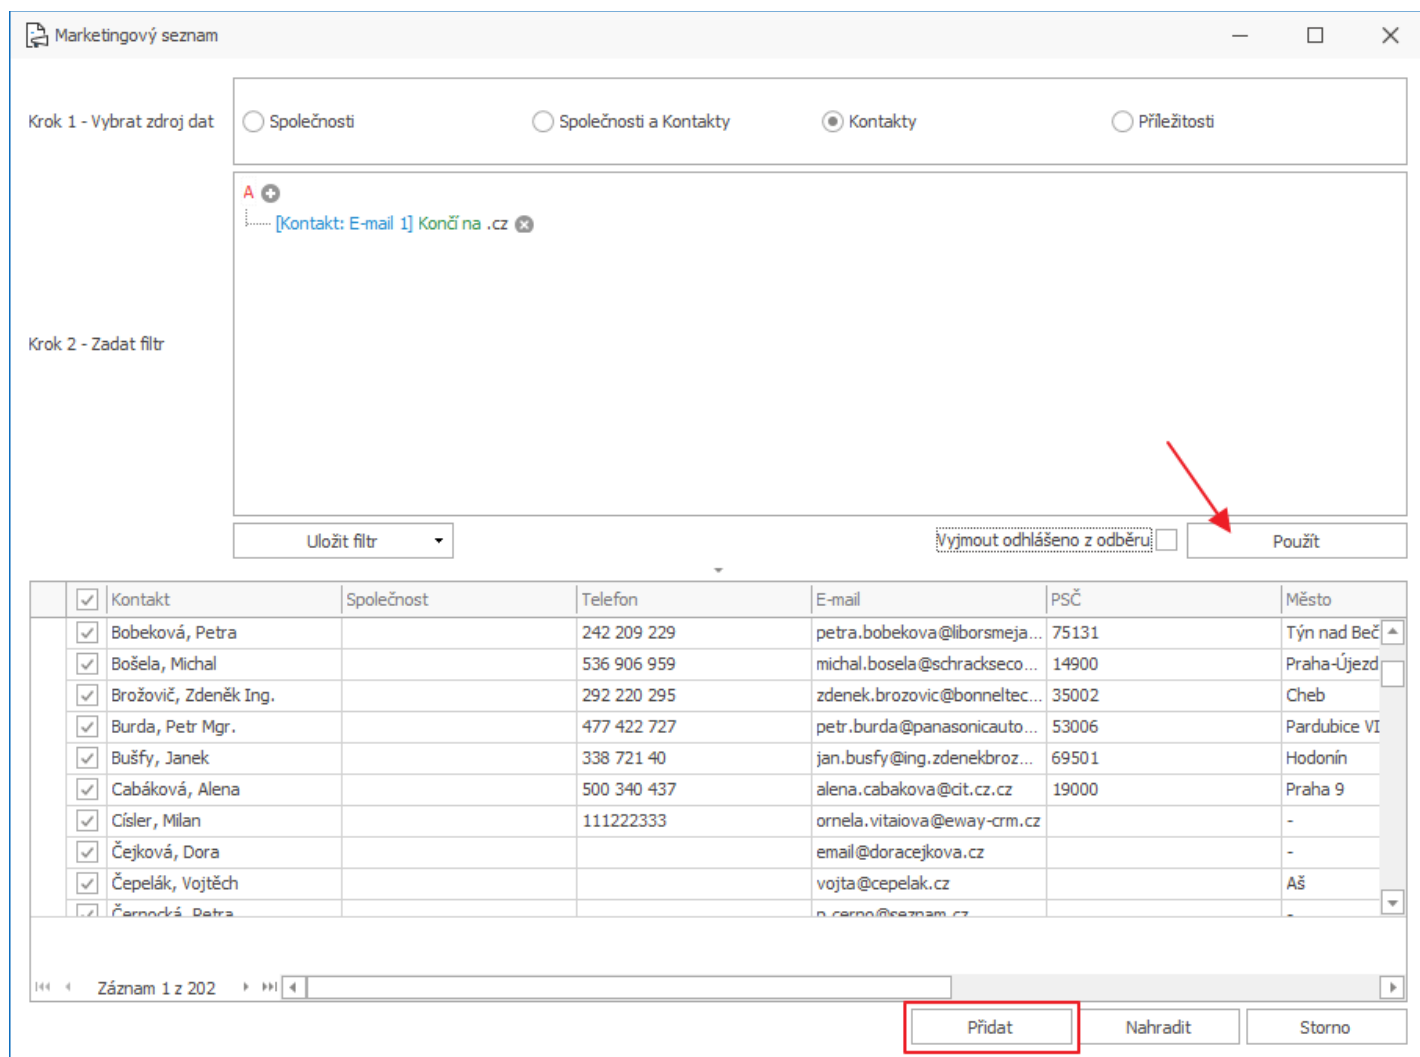 Marketingový seznam
Krok 1 - Vybrat zdroj dat
Společnosti Společnosti a Kontakty Kontakty Příležitosti
A
[Kontakt: E-mail 1] Končí na .cz
Krok 2 - Zadat filtr
Uložit filtr Vyjmout odhlášeno z odběru Použít
Kontakt Společnost Telefon E-mail PSČ Město
Bobeková, Petra 242 209 229 petra.bobekova@liborsmeja... 75131 Týn nad Beč
Bošela, Michal 536 906 959 michal.bosela@schrackseco... 14900 Praha-Újezd
Brožovič, Zdeněk Ing. 292 220 295 zdenek.brozovic@bonneltec... 35002 Cheb
Burda, Petr Mgr. 477 422 727 petr.burda@panasonicauto... 53006 Pardubice VI
Bušfy, Janek 338 721 40 jan.busfy@ing.zdenekbroz... 69501 Hodonín
Cabáková, Alena 500 340 437 alena.cabakova@cit.cz.cz 19000 Praha 9
Císler, Milan 111222333 ornela.vitaiova@eway-crm.cz -
Čejková, Dora email@doracejkova.cz -
Čepelák, Vojtěch vojta@cepelak.cz Aš
Černocká, Petra p.cerno@seznam.cz -
Záznam 1 z 202
Přidat Nahradit Storno